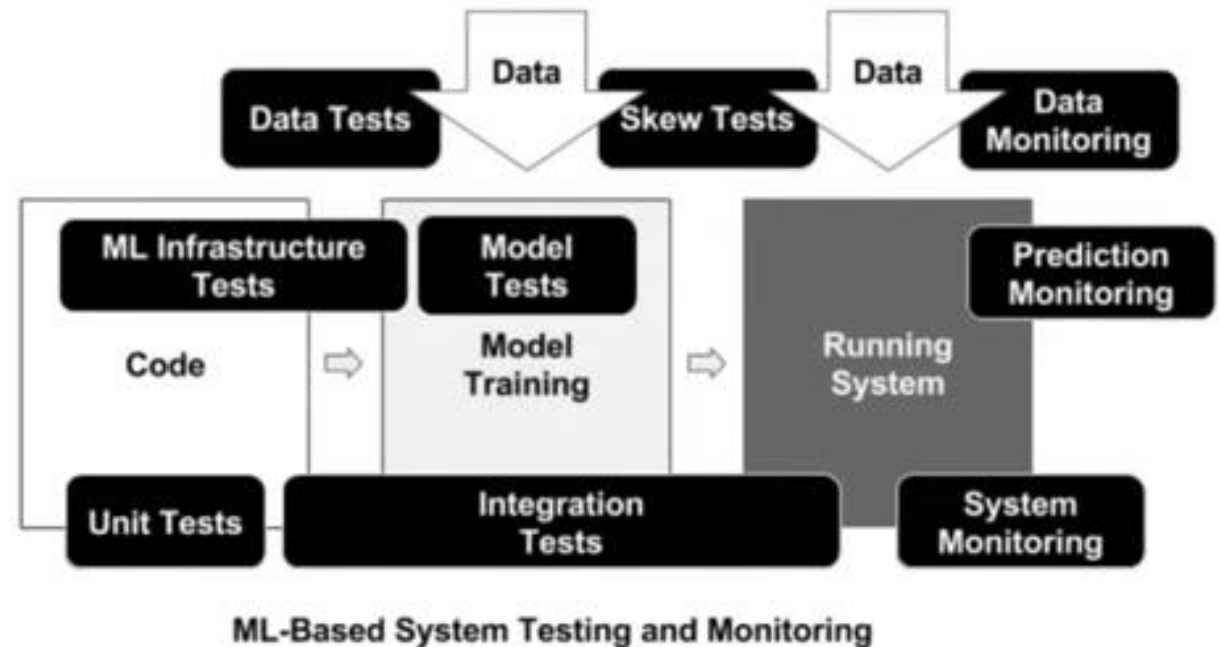 Data
Data
Data Tests
Skew Tests
Data
Monitoring
ML Infrastructure
Tests
Model
Tests
Prediction
Monitoring
Code
Model
Training
Running
System
Unit Tests
Integration
Tests
System
Monitoring
ML-Based System Testing and Monitoring